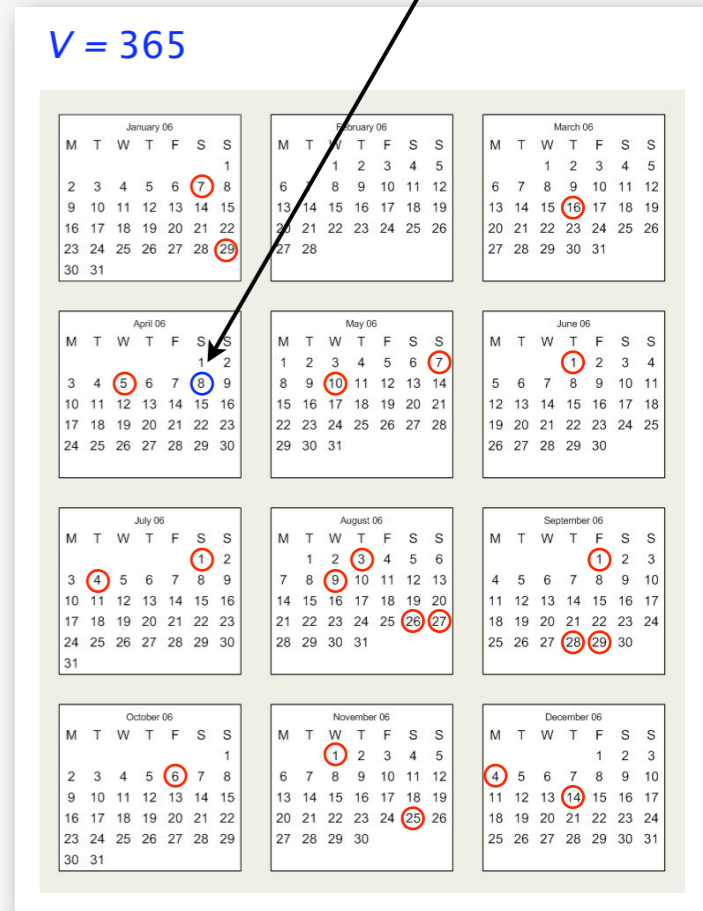 V = 365
January 06
M T W T F S S
1
2 3 4 5 6 7 8
9 10 11 12 13 14 15
16 17 18 19 20 21 22
23 24 25 26 27 28 29
30 31
February 06
M T W T F S S
1 2 3 4 5
6 7 8 9 10 11 12
13 14 15 16 17 18 19
20 21 22 23 24 25 26
27 28
March 06
M T W T F S S
1 2 3 4 5
6 7 8 9 10 11 12
13 14 15 16 17 18 19
20 21 22 23 24 25 26
27 28 29 30 31
April 06
M T W T F S S
1 2
3 4 5 6 7 8 9
10 11 12 13 14 15 16
17 18 19 20 21 22 23
24 25 26 27 28 29 30
May 06
M T W T F S S
1 2 3 4 5 6 7
8 9 10 11 12 13 14
15 16 17 18 19 20 21
22 23 24 25 26 27 28
29 30 31
June 06
M T W T F S S
1 2 3 4
5 6 7 8 9 10 11
12 13 14 15 16 17 18
19 20 21 22 23 24 25
26 27 28 29 30
July 06
M T W T F S S
1 2
3 4 5 6 7 8 9
10 11 12 13 14 15 16
17 18 19 20 21 22 23
24 25 26 27 28 29 30
31
August 06
M T W T F S S
1 2 3 4 5 6
7 8 9 10 11 12 13
14 15 16 17 18 19 20
21 22 23 24 25 26 27
28 29 30 31
September 06
M T W T F S S
1 2 3
4 5 6 7 8 9 10
11 12 13 14 15 16 17
18 19 20 21 22 23 24
25 26 27 28 29 30
October 06
M T W T F S S
1
2 3 4 5 6 7 8
9 10 11 12 13 14 15
16 17 18 19 20 21 22
23 24 25 26 27 28 29
30 31
November 06
M T W T F S S
1 2 3 4 5
6 7 8 9 10 11 12
13 14 15 16 17 18 19
20 21 22 23 24 25 26
27 28 29 30
December 06
M T W T F S S
1 2 3
4 5 6 7 8 9 10
11 12 13 14 15 16 17
18 19 20 21 22 23 24
25 26 27 28 29 30 31